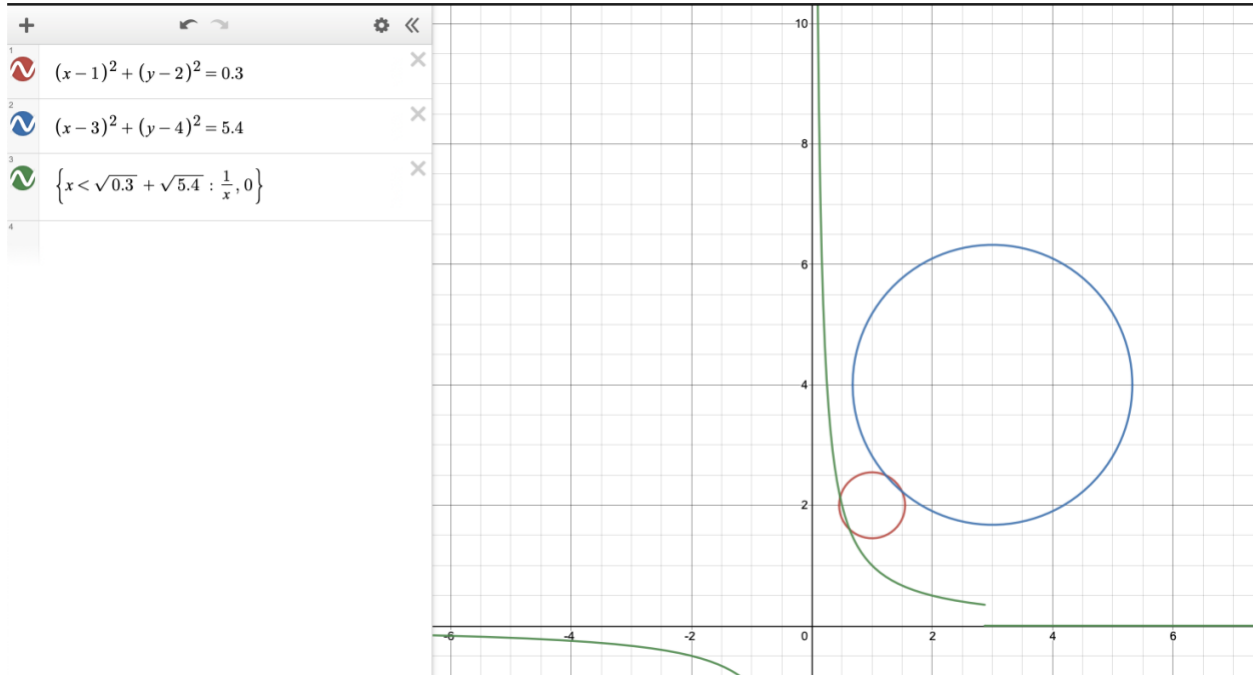 1
(x − 1)² + (y − 2)² = 0.3
2
(x − 3)² + (y − 4)² = 5.4
3
{x < √0.3 + √5.4 : 1/x, 0}
4
10
8
6
4
2
-6 -4 -2 0 2 4 6